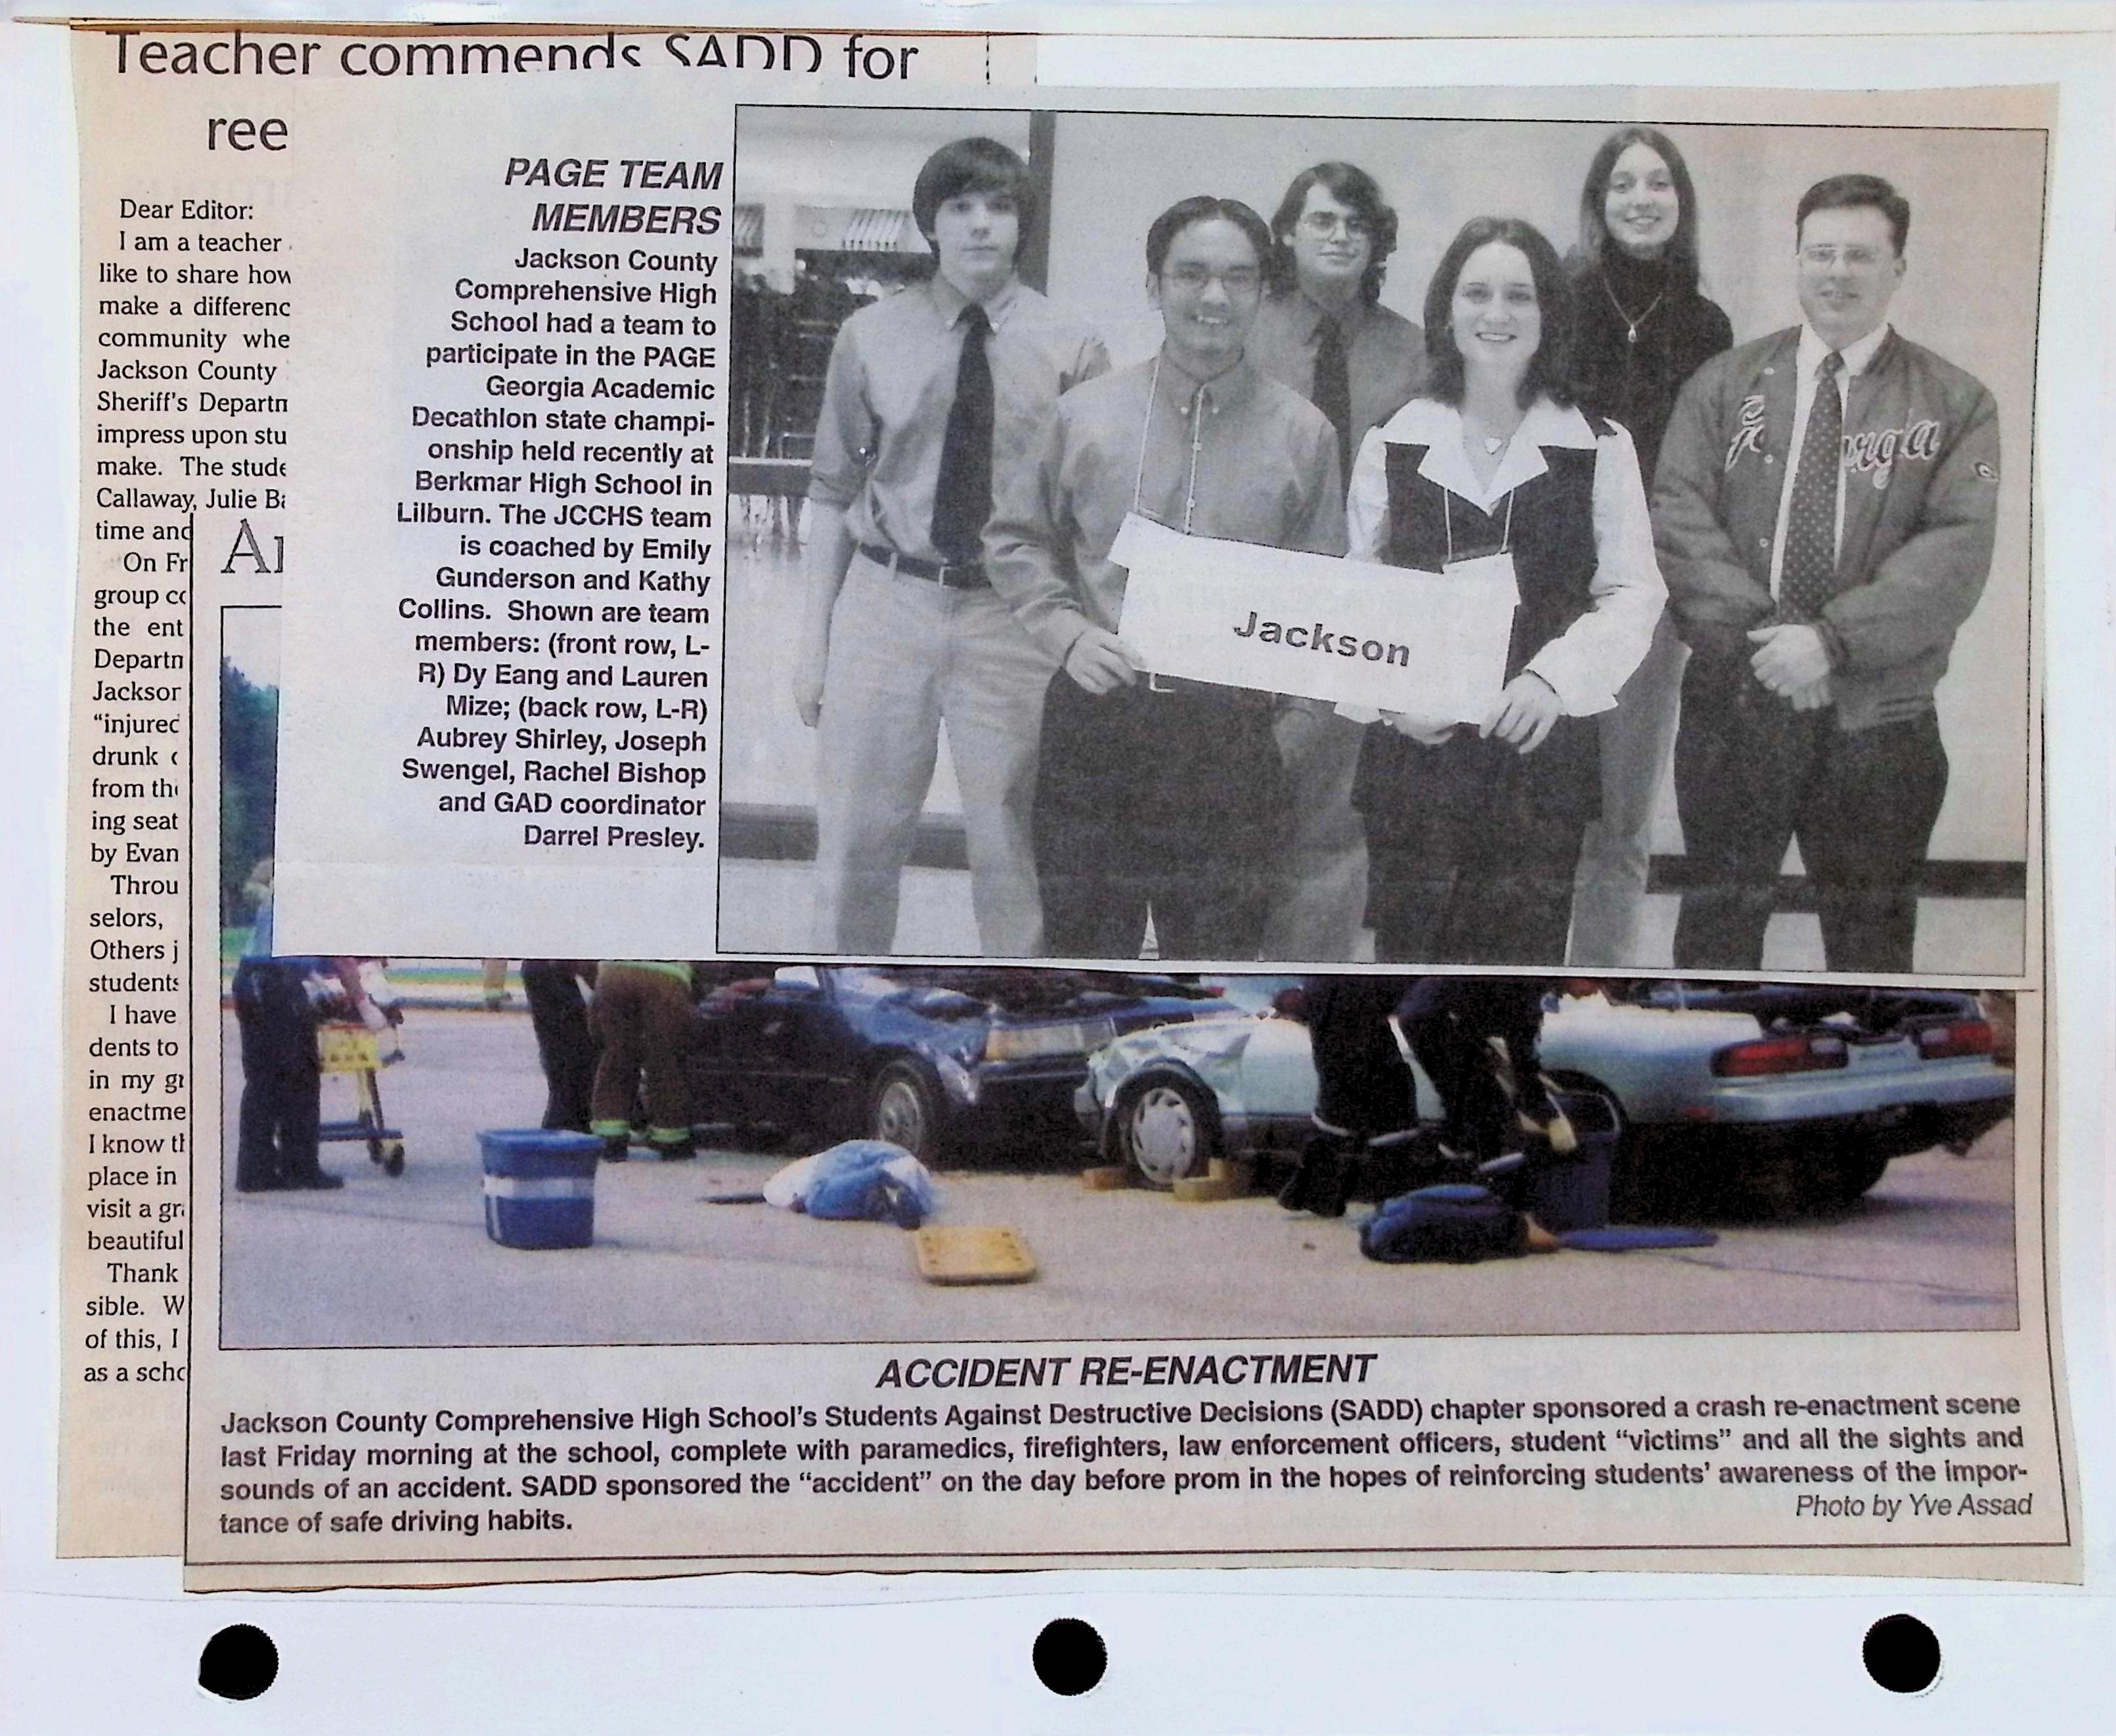 Teacher commends SADD for
ree
Dear Editor:
I am a teacher
like to share how
make a differenc
community whe
Jackson County
Sheriff's Departn
impress upon stu
make. The stude
Callaway, Julie Ba
time and
On Fr
group co
the ent
Departn
Jackson
“injured
drunk
from the
ing seat
by Evan
Throu
selors,
Others j
students
I have
dents to
in my gr
enactme
I know th
place in
visit a gra
beautiful
Thank
sible. W
of this, I
as a scho
PAGE TEAM
MEMBERS
Jackson County
Comprehensive High
School had a team to
participate in the PAGE
Georgia Academic
Decathlon state champi-
onship held recently at
Berkmar High School in
Lilburn. The JCCHS team
is coached by Emily
Gunderson and Kathy
Collins. Shown are team
members: (front row, L-
R) Dy Eang and Lauren
Mize; (back row, L-R)
Aubrey Shirley, Joseph
Swengel, Rachel Bishop
and GAD coordinator
Darrel Presley.
Jackson
ACCIDENT RE-ENACTMENT
Jackson County Comprehensive High School's Students Against Destructive Decisions (SADD) chapter sponsored a crash re-enactment scene
last Friday morning at the school, complete with paramedics, firefighters, law enforcement officers, student “victims” and all the sights and
sounds of an accident. SADD sponsored the “accident” on the day before prom in the hopes of reinforcing students' awareness of the impor-
tance of safe driving habits.
Photo by Yve Assad